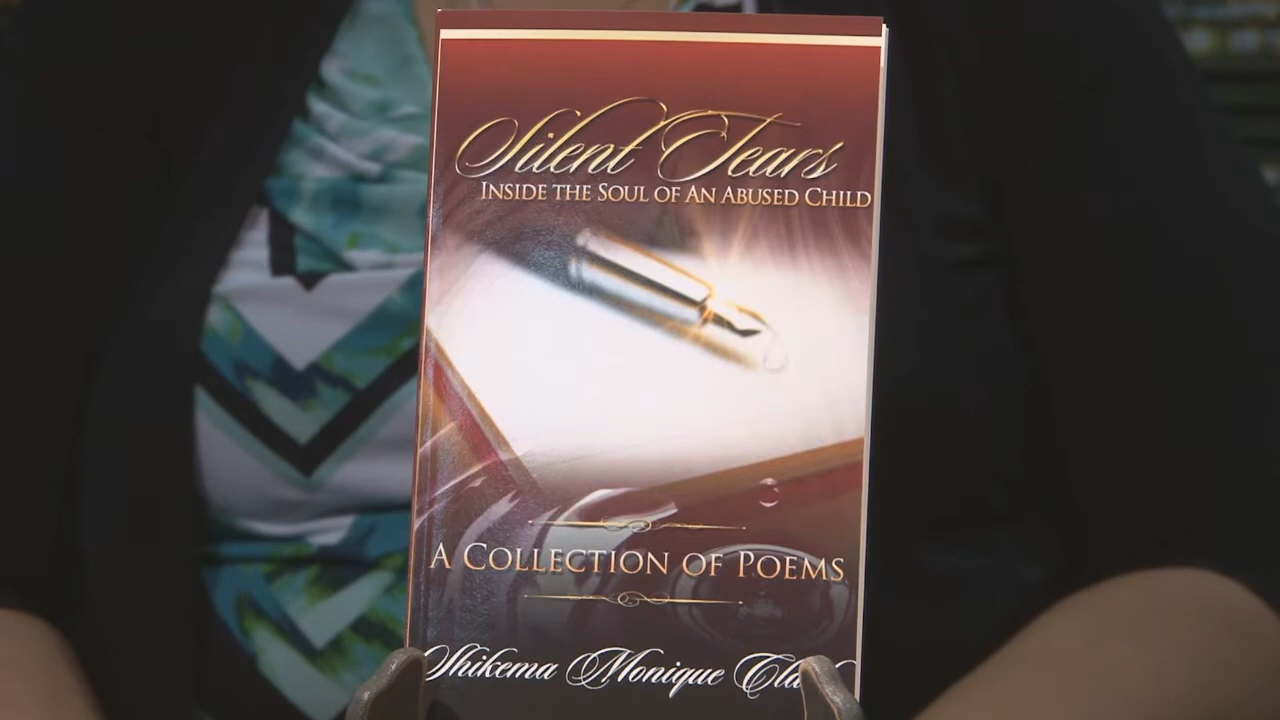 Silent Tears
INSIDE THE SOUL OF AN ABUSED CHILD
A COLLECTION OF POEMS
Shikema Monique